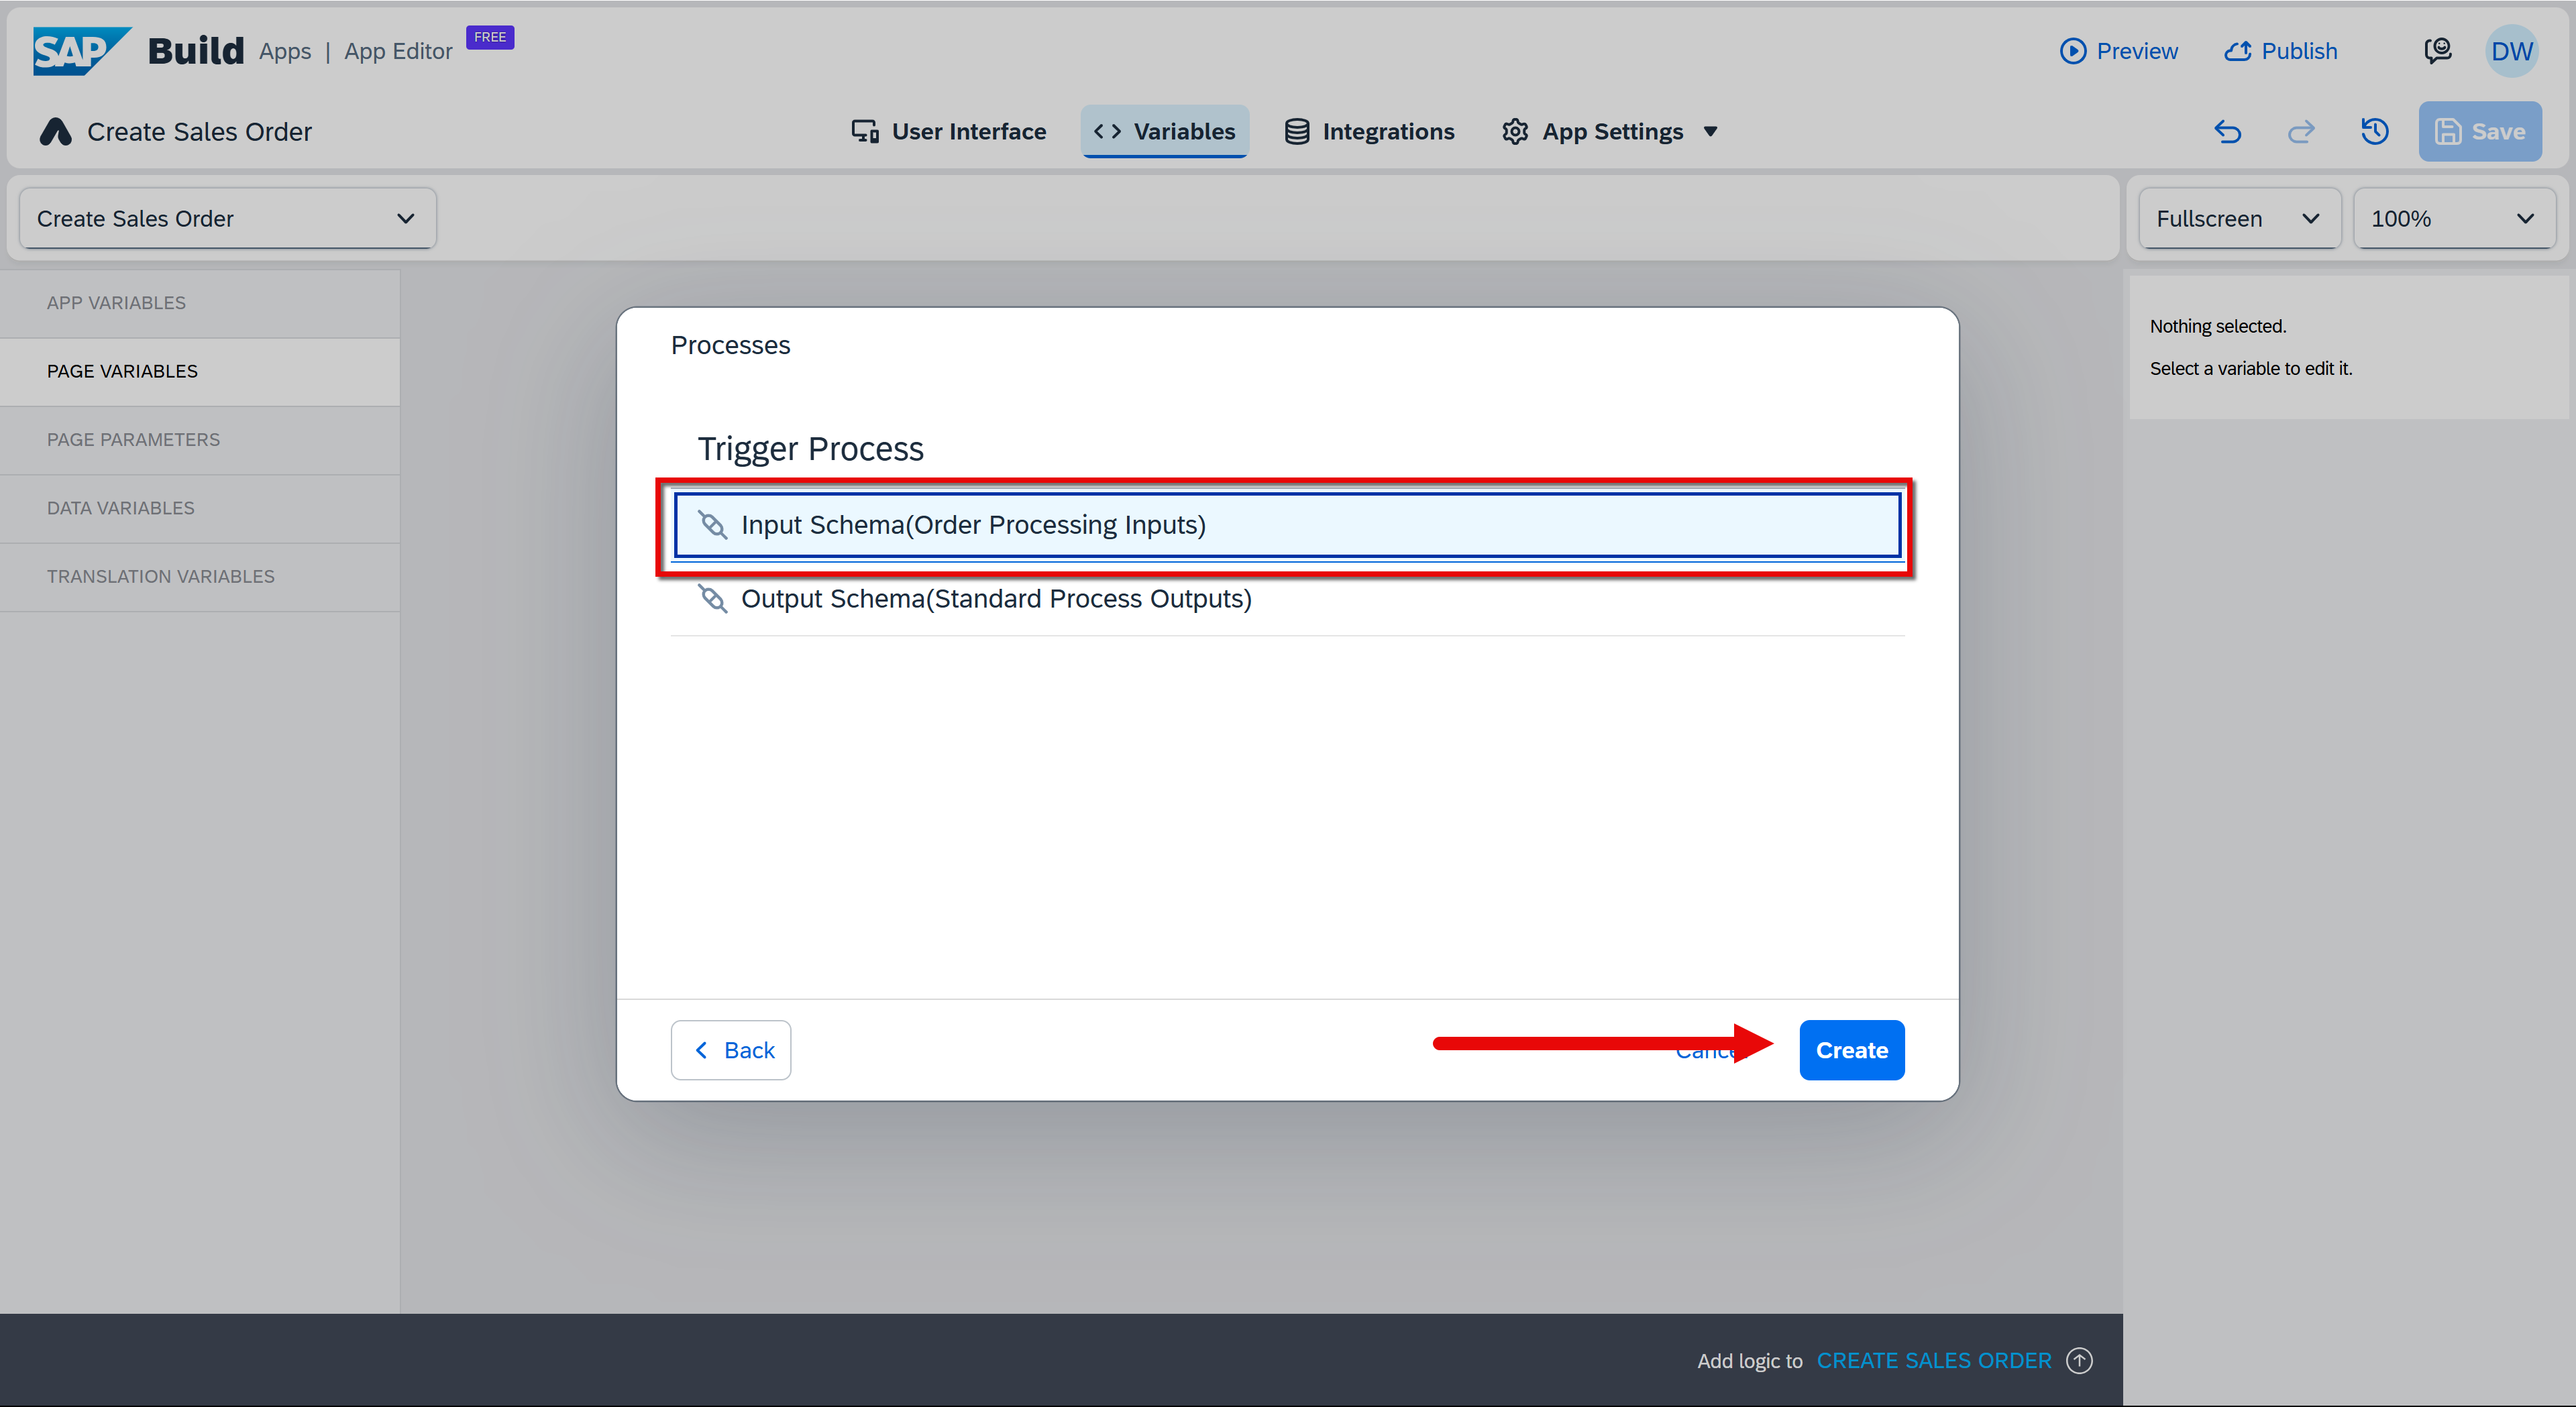 SAP Build Apps | App Editor FREE Preview Publish DW
Create Sales Order User Interface Variables Integrations App Settings Save
Create Sales Order Fullscreen 100%
APP VARIABLES
PAGE VARIABLES
PAGE PARAMETERS
DATA VARIABLES
TRANSLATION VARIABLES
Processes
Trigger Process
Input Schema(Order Processing Inputs)
Output Schema(Standard Process Outputs)
Back Create
Nothing selected.
Select a variable to edit it.
Add logic to CREATE SALES ORDER